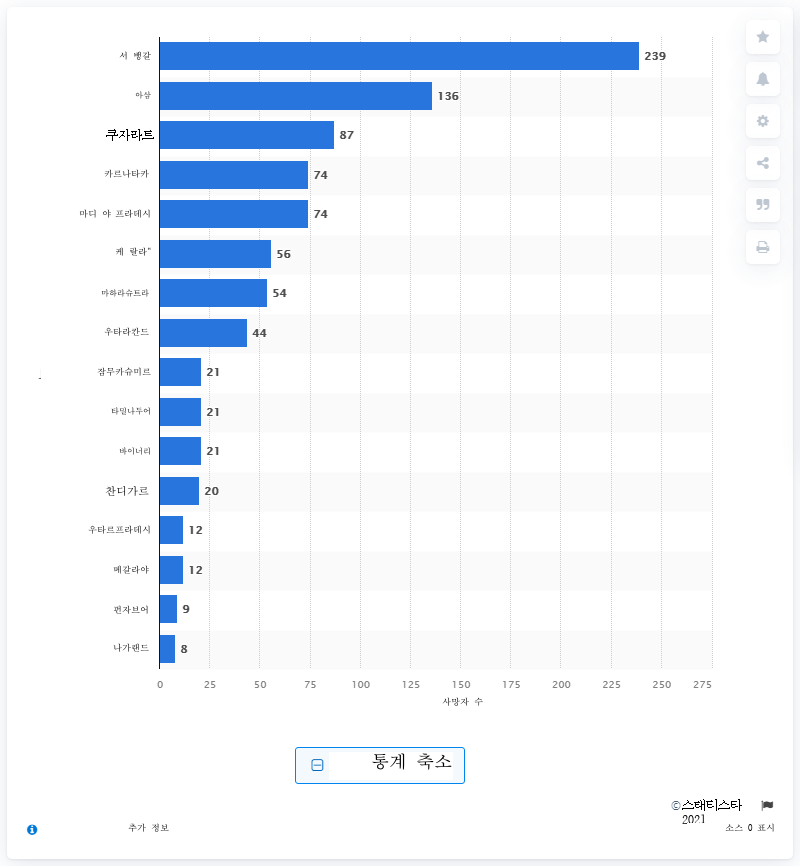 서 벵갈 239
아삼 136
쿠자라트 87
카르나타카 74
마디 야 프라데시 74
케 랄라" 56
마하라슈트라 54
우타라칸드 44
잠무카슈미르 21
타밀나두어 21
바이너리 21
찬디가르 20
우타르프라데시 12
메갈라야 12
펀자브어 9
나가랜드 8
0 25 50 75 100 125 150 175 200 225 250 275
사망자 수
통계 축소
©스태티스타
2021
추가 정보
소스 0 표시